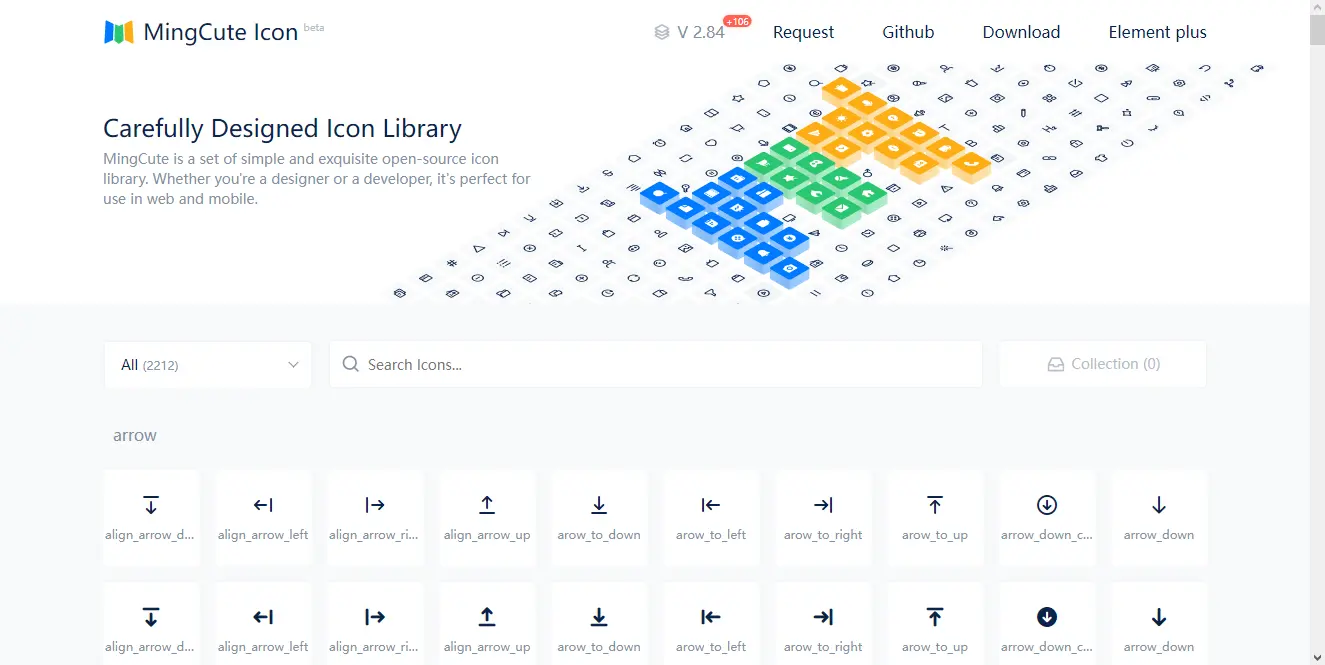 MingCute Icon beta
V 2.84 +106
Request
Github
Download
Element plus
Carefully Designed Icon Library
MingCute is a set of simple and exquisite open-source icon
library. Whether you're a designer or a developer, it's perfect for
use in web and mobile.
All (2212)
Search Icons...
Collection (0)
arrow
align_arrow_d...
align_arrow_left
align_arrow_ri...
align_arrow_up
arow_to_down
arow_to_left
arow_to_right
arow_to_up
arrow_down_c...
arrow_down
align_arrow_d...
align_arrow_left
align_arrow_ri...
align_arrow_up
arow_to_down
arow_to_left
arow_to_right
arow_to_up
arrow_down_c...
arrow_down